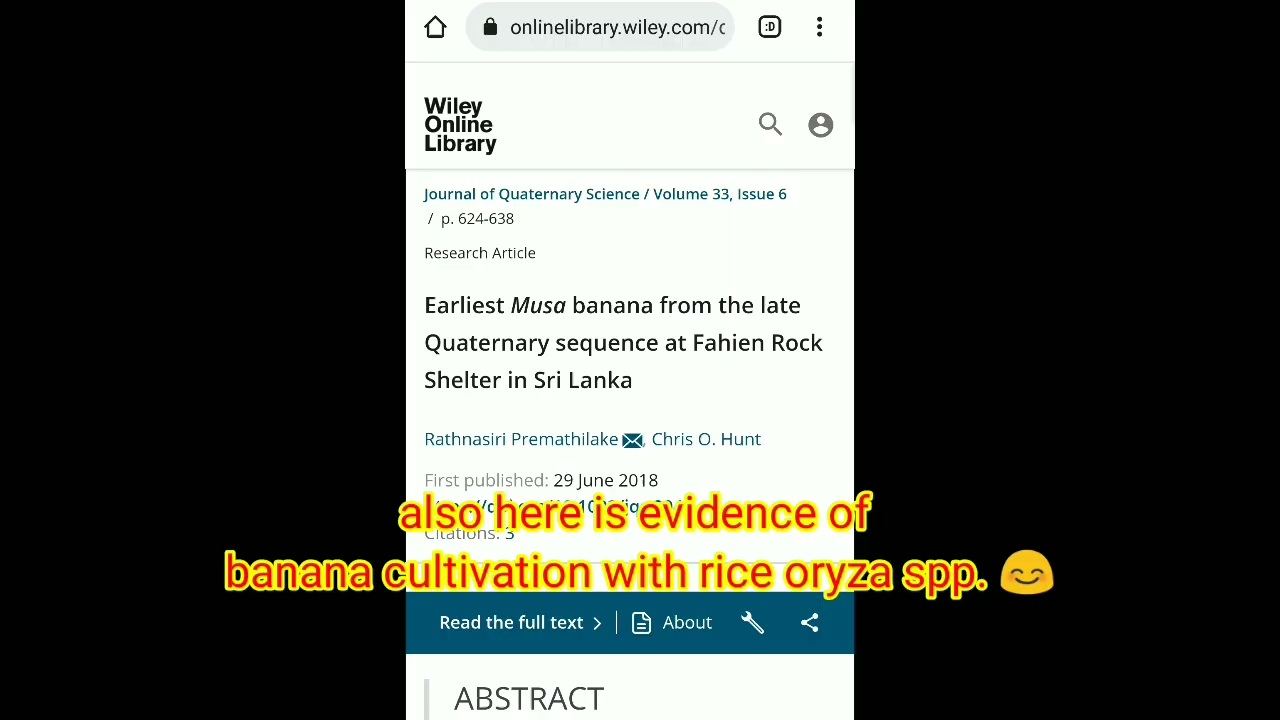 onlinelibrary.wiley.com/c
:D
Wiley
Online
Library
Journal of Quaternary Science / Volume 33, Issue 6
/ p. 624-638
Research Article
Earliest Musa banana from the late
Quaternary sequence at Fahien Rock
Shelter in Sri Lanka
Rathnasiri Premathilake, Chris O. Hunt
First published: 29 June 2018
also here is evidence of
Citations: 3
banana cultivation with rice oryza spp. 😊
Read the full text > | About
ABSTRACT